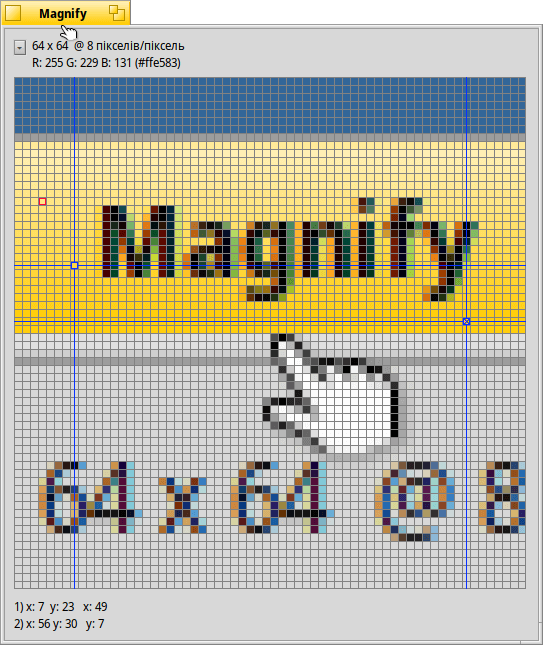 Magnify
64 x 64 @ 8 пікселів/піксель
R: 255 G: 229 B: 131 (#ffe583)
Magnify
64 x 64 @ 8
1) x: 7 y: 23 x: 49
2) x: 56 y: 30 y: 7